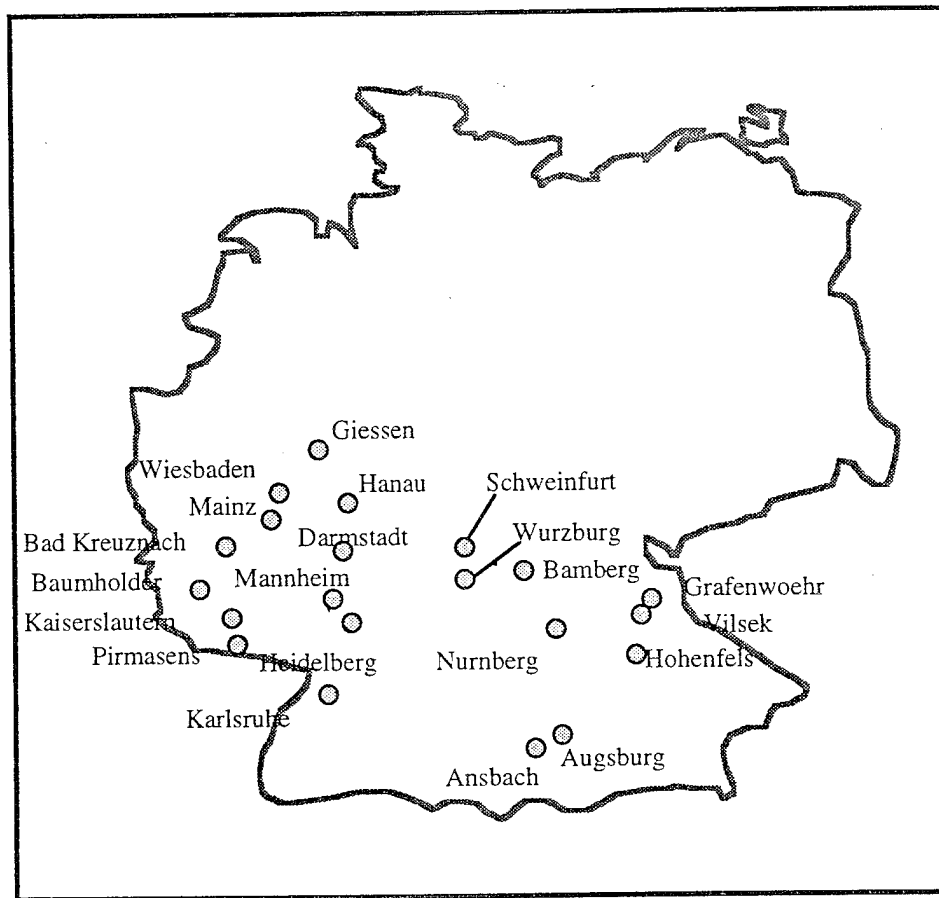 Giessen
Wiesbaden
Hanau
Schweinfurt
Mainz
Wurzburg
Bad Kreuznach
Darmstadt
Bamberg
Baumholder
Mannheim
Grafenwoehr
Kaiserslautern
Vilsek
Pirmasens
Heidelberg
Nurnberg
Hohenfels
Karlsruhe
Augsburg
Ansbach